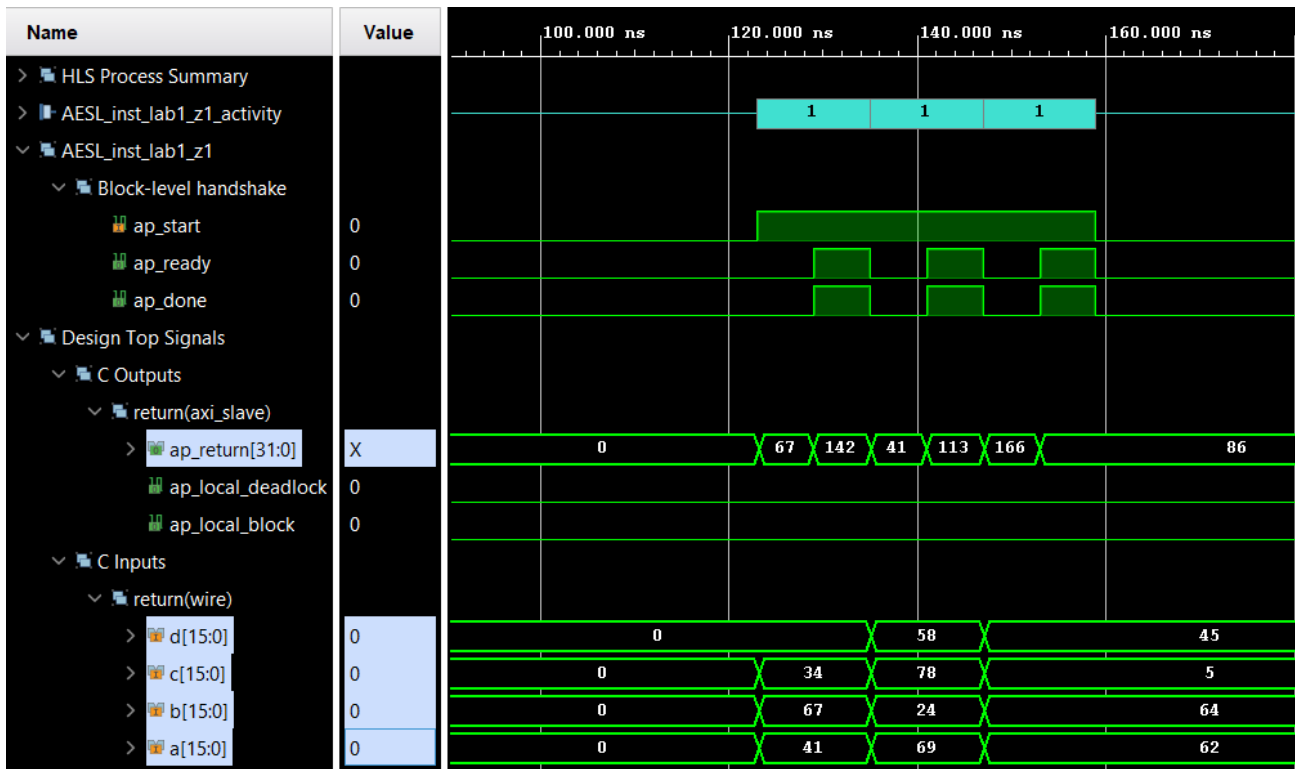 Name Value 100.000 ns 120.000 ns 140.000 ns 160.000 ns
HLS Process Summary
AESL_inst_lab1_z1_activity 1 1 1
AESL_inst_lab1_z1
Block-level handshake
ap_start 0
ap_ready 0
ap_done 0
Design Top Signals
C Outputs
return(axi_slave)
ap_return[31:0] X 0 67 142 41 113 166 86
ap_local_deadlock 0
ap_local_block 0
C Inputs
return(wire)
d[15:0] 0 0 58 45
c[15:0] 0 0 34 78 5
b[15:0] 0 0 67 24 64
a[15:0] 0 0 41 69 62